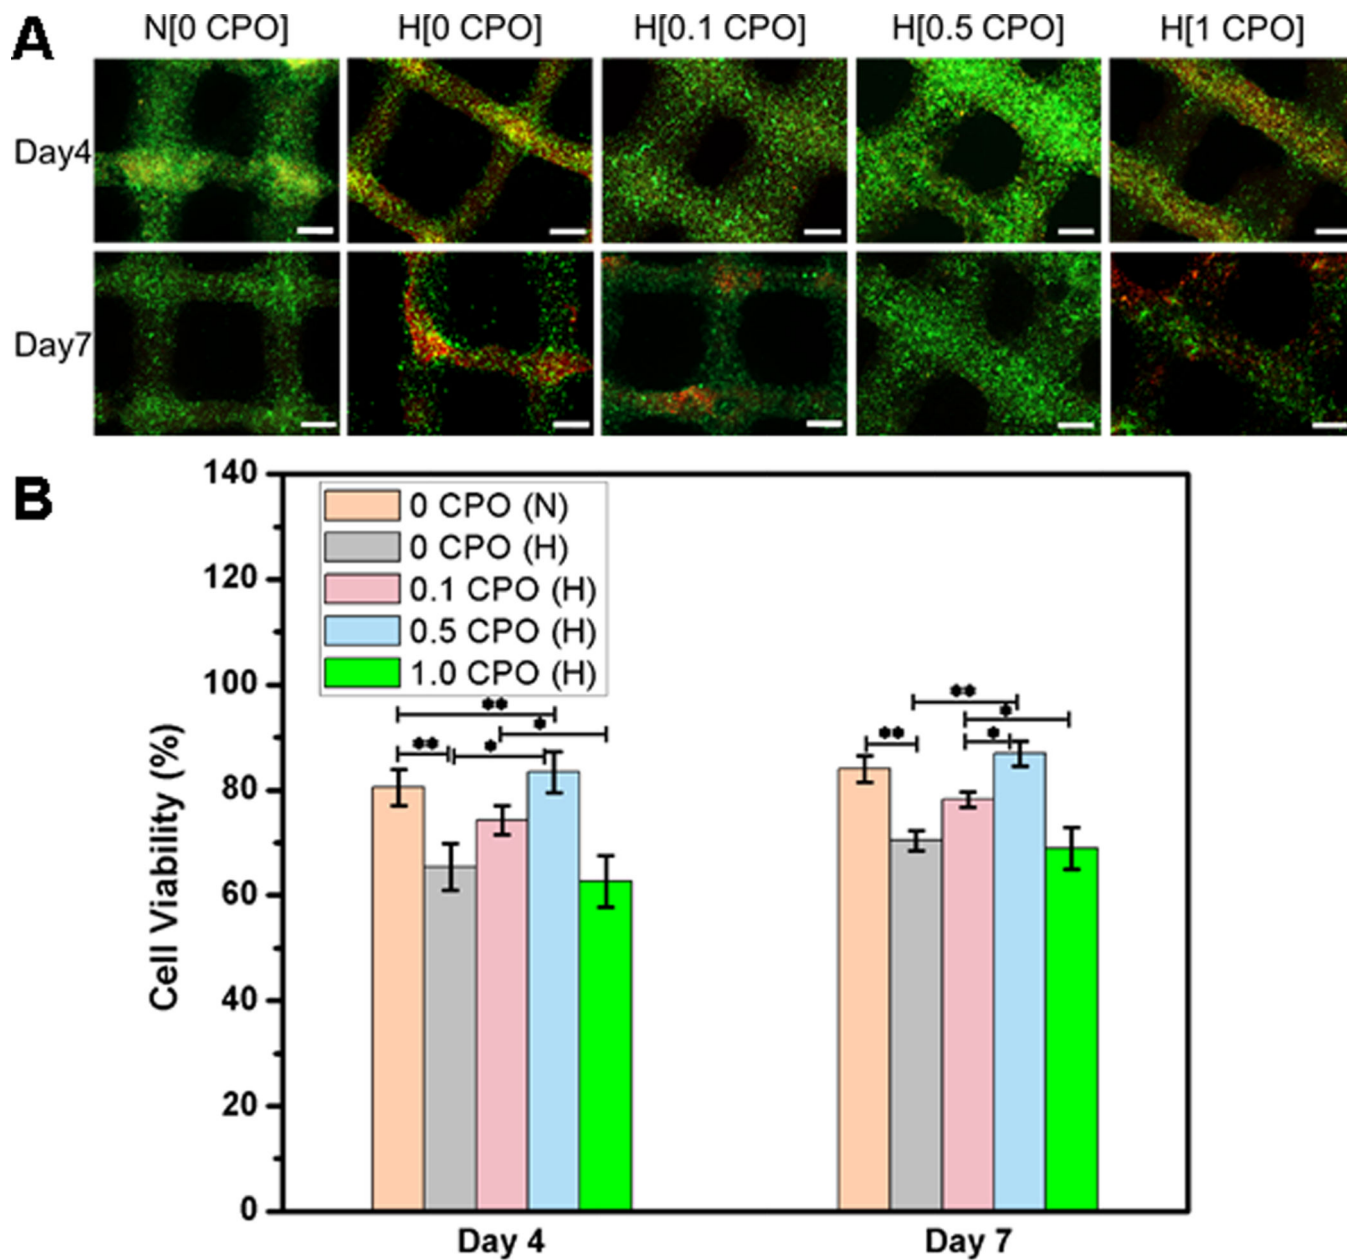 A
N[0 CPO] H[0 CPO] H[0.1 CPO] H[0.5 CPO] H[1 CPO]
Day4
Day7
B
Cell Viability (%)
140
120
100
80
60
40
20
0
0 CPO (N)
0 CPO (H)
0.1 CPO (H)
0.5 CPO (H)
1.0 CPO (H)
**
*
** *
**
*
** *
Day 4 Day 7